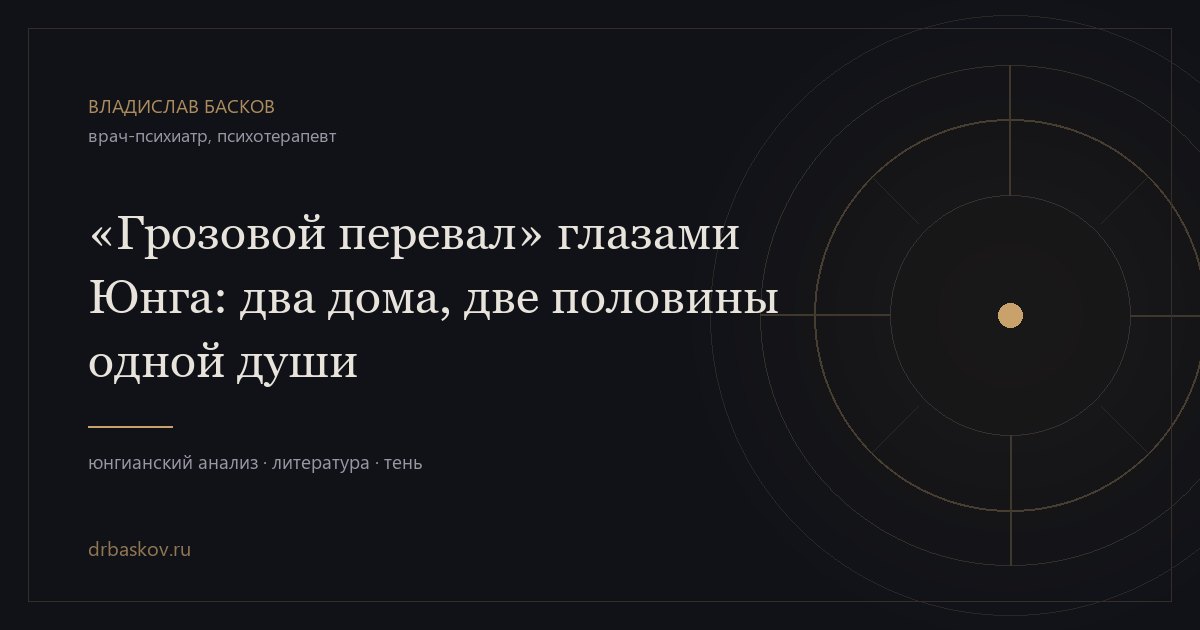 ВЛАДИСЛАВ БАСКОВ
врач-психиатр, психотерапевт
«Грозовой перевал» глазами
Юнга: два дома, две половины
одной души
юнгианский анализ · литература · тень
drbaskov.ru